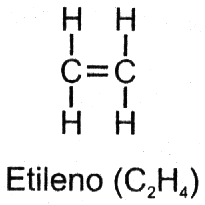 H H
C=C
H H
Etileno (C₂H₄)